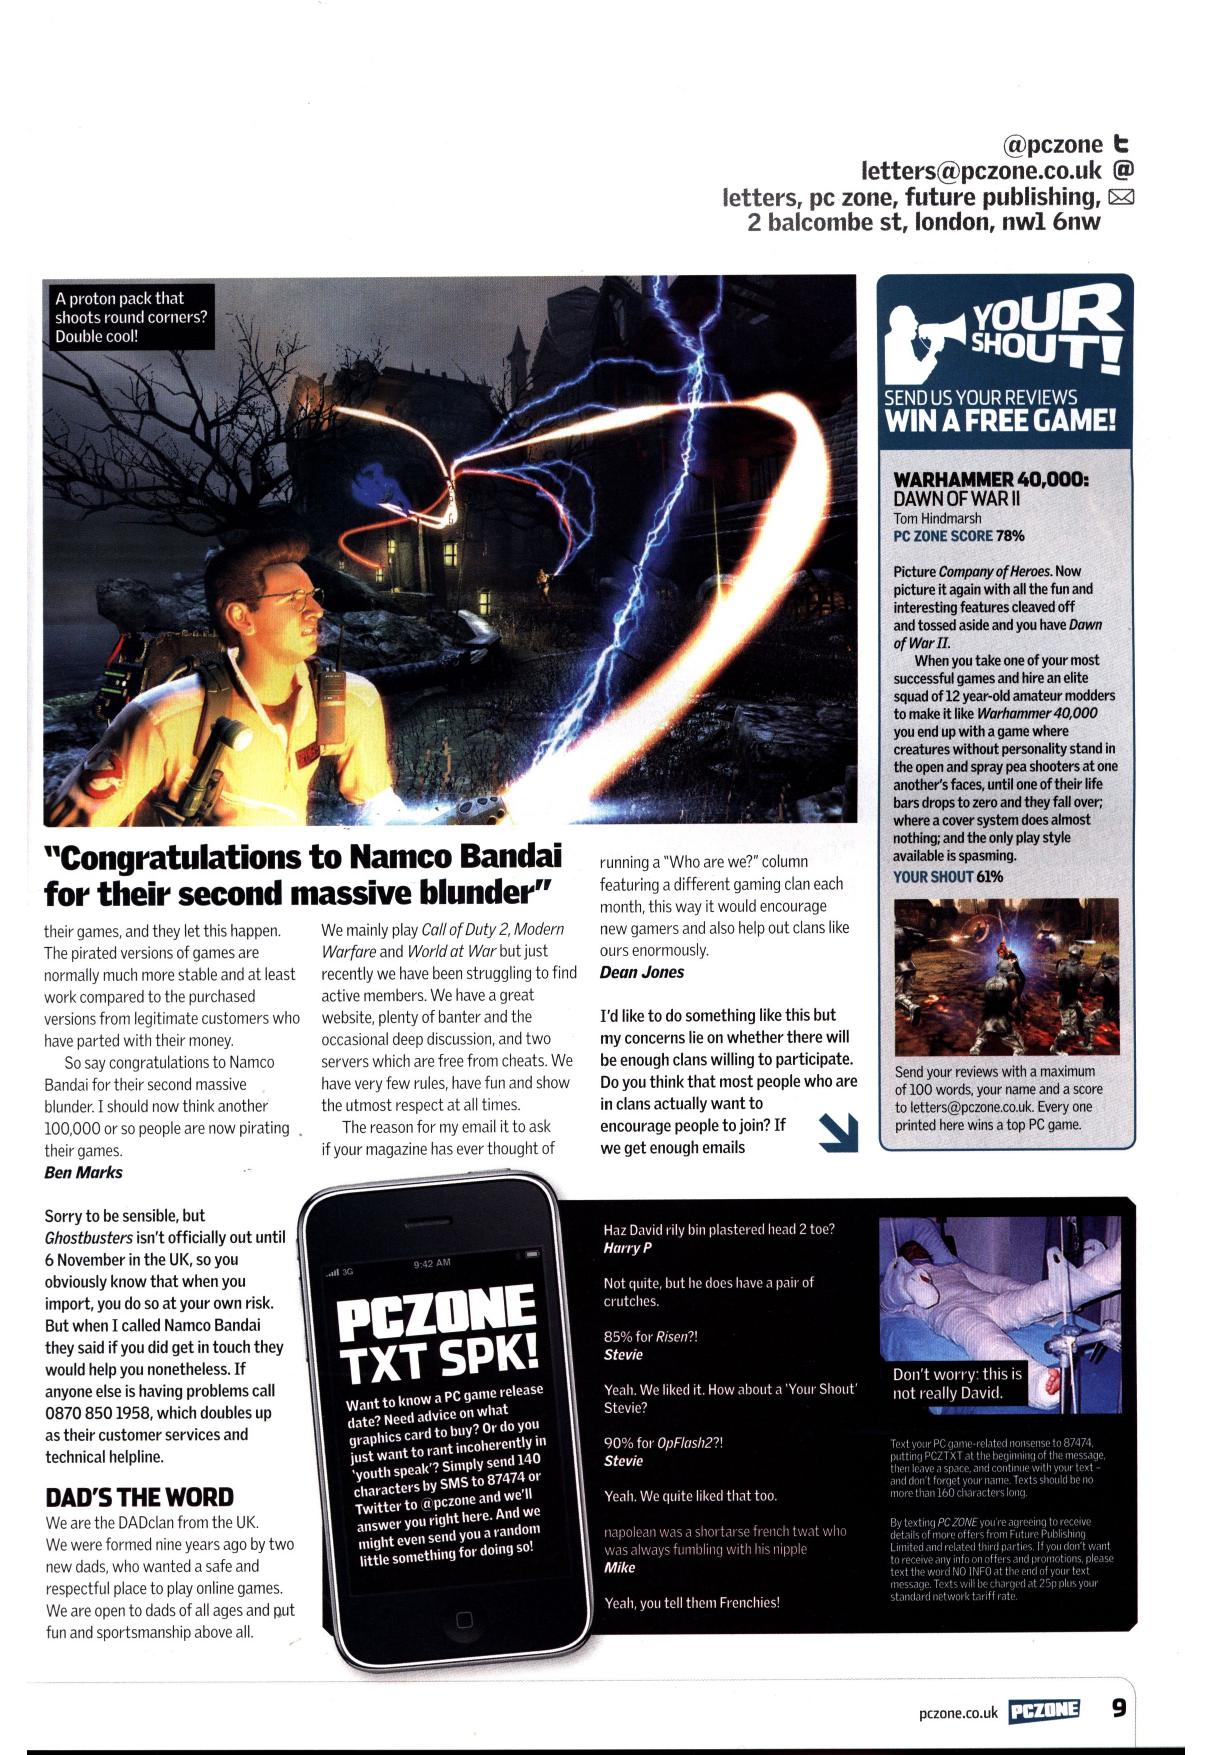 @pczone
letters@pczone.co.uk @
letters, pc zone, future publishing,
2 balcombe st, london, nw1 6nw
A proton pack that
shoots round corners?
Double cool!
"Congratulations to Namco Bandai
for their second massive blunder"
their games, and they let this happen.
The pirated versions of games are
normally much more stable and at least
work compared to the purchased
versions from legitimate customers who
have parted with their money.
So say congratulations to Namco
Bandai for their second massive
blunder. I should now think another
100,000 or so people are now pirating
their games.
Ben Marks
Sorry to be sensible, but
Ghostbusters isn't officially out until
6 November in the UK, so you
obviously know that when you
import, you do so at your own risk.
But when I called Namco Bandai
they said if you did get in touch they
would help you nonetheless. If
anyone else is having problems call
0870 850 1958, which doubles up
as their customer services and
technical helpline.
DAD'S THE WORD
We are the DADclan from the UK.
We were formed nine years ago by two
new dads, who wanted a safe and
respectful place to play online games.
We are open to dads of all ages and put
fun and sportsmanship above all.
We mainly play Call of Duty 2, Modern
Warfare and World at War but just
recently we have been struggling to find
active members. We have a great
website, plenty of banter and the
occasional deep discussion, and two
servers which are free from cheats. We
have very few rules, have fun and show
the utmost respect at all times.
The reason for my email it to ask
if your magazine has ever thought of
running a "Who are we?" column
featuring a different gaming clan each
month, this way it would encourage
new gamers and also help out clans like
ours enormously.
Dean Jones
I'd like to do something like this but
my concerns lie on whether there will
be enough clans willing to participate.
Do you think that most people who are
in clans actually want to
encourage people to join? If
we get enough emails
YOUR
SHOUT!
SEND US YOUR REVIEWS
WIN A FREE GAME!
WARHAMMER 40,000:
DAWN OF WAR II
Tom Hindmarsh
PC ZONE SCORE 78%
Picture Company of Heroes. Now
picture it again with all the fun and
interesting features cleaved off
and tossed aside and you have Dawn
of War II.
When you take one of your most
successful games and hire an elite
squad of 12 year-old amateur modders
to make it like Warhammer 40,000
you end up with a game where
creatures without personality stand in
the open and spray pea shooters at one
another's faces, until one of their life
bars drops to zero and they fall over;
where a cover system does almost
nothing; and the only play style
available is spasming.
YOUR SHOUT 61%
Send your reviews with a maximum
of 100 words, your name and a score
to letters@pczone.co.uk. Every one
printed here wins a top PC game.
3G
9:42 AM
PCZONE
TXT SPK!
Want to know a PC game release
date? Need advice on what
graphics card to buy? Or do you
just want to rant incoherently in
'youth speak'? Simply send 140
characters by SMS to 87474 or
Twitter to @pczone and we'll
answer you right here. And we
might even send you a random
little something for doing so!
Haz David rily bin plastered head 2 toe?
Harry P
Not quite, but he does have a pair of
crutches.
85% for Risen?!
Stevie
Yeah. We liked it. How about a 'Your Shout'
Stevie?
90% for OpFlash2?!
Stevie
Yeah. We quite liked that too.
napolean was a shortarse french twat who
was always fumbling with his nipple
Mike
Yeah, you tell them Frenchies!
Don't worry: this is
not really David.
Text your PC game-related nonsense to 87474,
putting PCZTXT at the beginning of the message,
then leave a space, and continue with your text –
and don't forget your name. Texts should be no
more than 160 characters long.
By texting PC ZONE you're agreeing to receive
details of more offers from Future Publishing
Limited and related third parties. If you don't want
to receive any info on offers and promotions, please
text the word NO INFO at the end of your text
message. Texts will be charged at 25p plus your
standard network tariff rate.
pczone.co.uk PCZONE 9